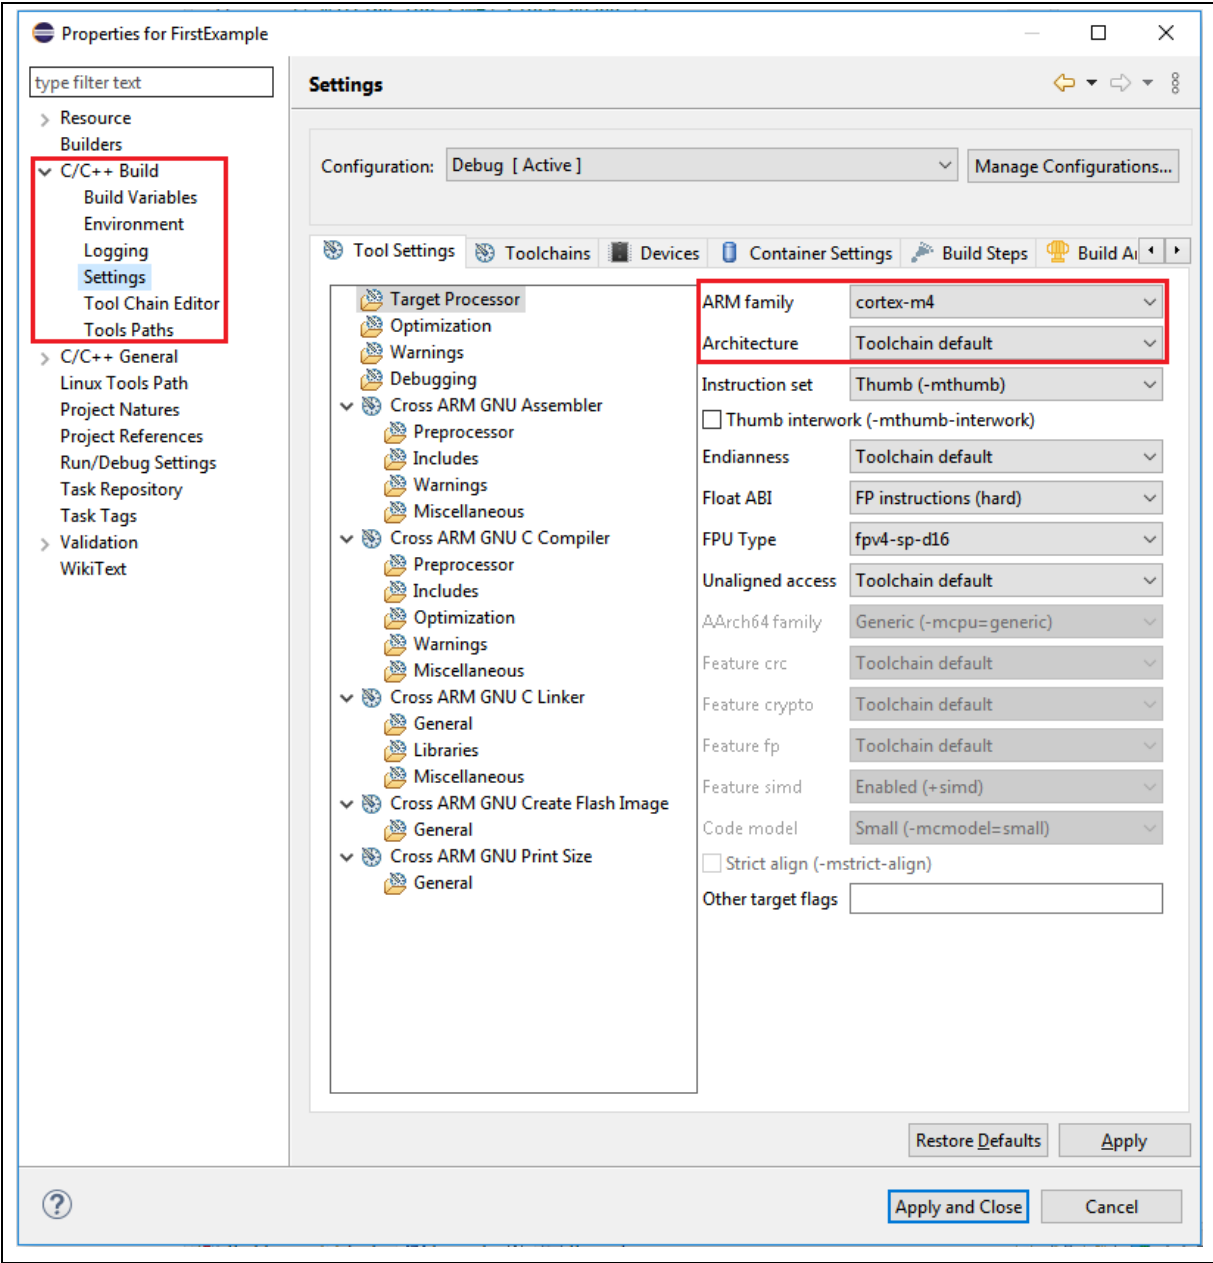 Properties for FirstExample
type filter text
Resource
Builders
C/C++ Build
Build Variables
Environment
Logging
Settings
Tool Chain Editor
Tools Paths
C/C++ General
Linux Tools Path
Project Natures
Project References
Run/Debug Settings
Task Repository
Task Tags
Validation
WikiText
Settings
Configuration: Debug [ Active ] Manage Configurations...
Tool Settings Toolchains Devices Container Settings Build Steps Build
Target Processor
Optimization
Warnings
Debugging
Cross ARM GNU Assembler
Preprocessor
Includes
Warnings
Miscellaneous
Cross ARM GNU C Compiler
Preprocessor
Includes
Optimization
Warnings
Miscellaneous
Cross ARM GNU C Linker
General
Libraries
Miscellaneous
Cross ARM GNU Create Flash Image
General
Cross ARM GNU Print Size
General
ARM family cortex-m4
Architecture Toolchain default
Instruction set Thumb (-mthumb)
Thumb interwork (-mthumb-interwork)
Endianness Toolchain default
Float ABI FP instructions (hard)
FPU Type fpv4-sp-d16
Unaligned access Toolchain default
AArch64 family Generic (-mcpu=generic)
Feature crc Toolchain default
Feature crypto Toolchain default
Feature fp Toolchain default
Feature simd Enabled (+simd)
Code model Small (-mcmodel=small)
Strict align (-mstrict-align)
Other target flags
Restore Defaults Apply
Apply and Close Cancel